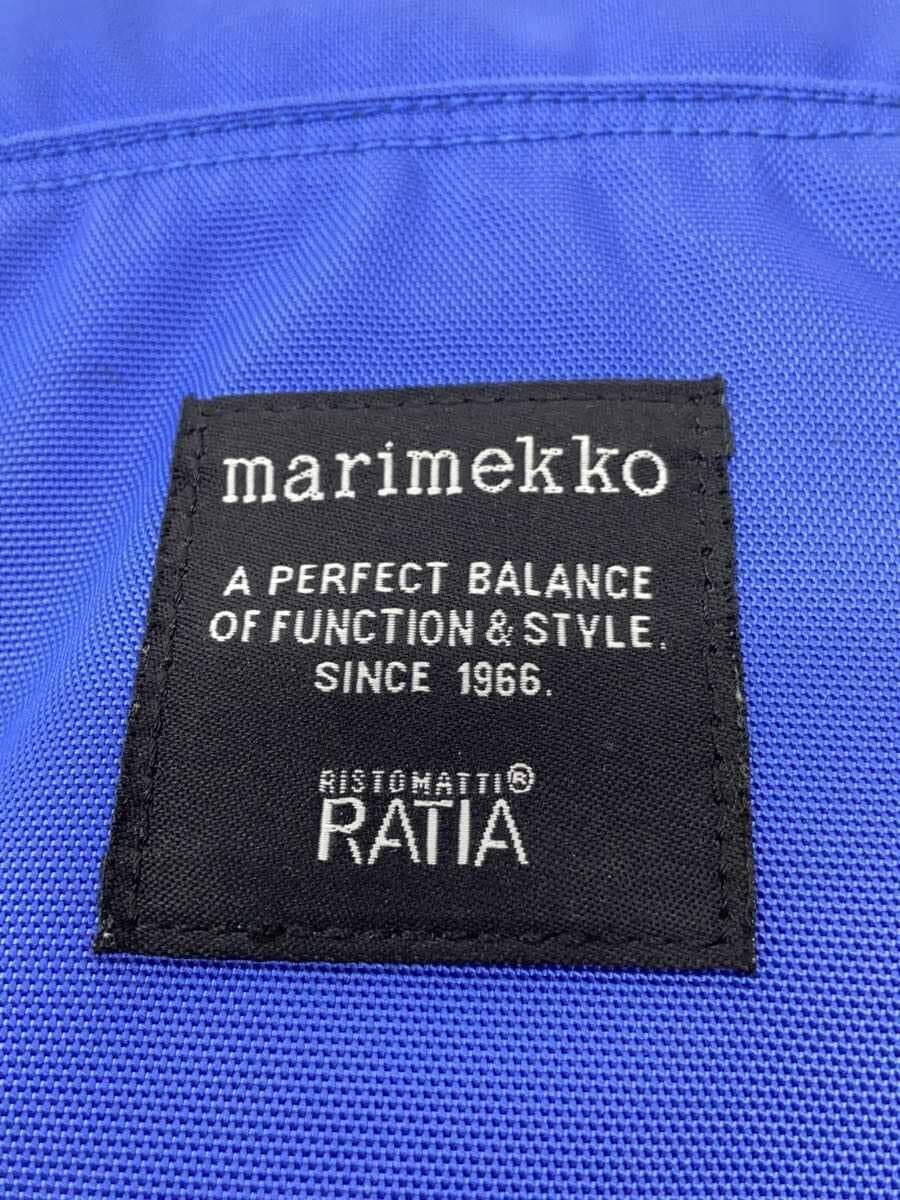 marimekko
A PERFECT BALANCE
OF FUNCTION & STYLE.
SINCE 1966.
RISTOMATTI®
RATIA